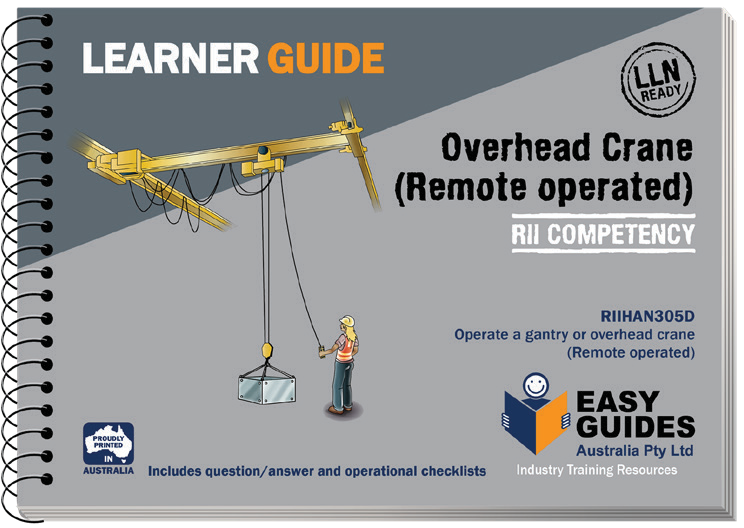 LEARNER GUIDE
LLN
READY
Overhead Crane
(Remote operated)
RII COMPETENCY
RIIHAN305D
Operate a gantry or overhead crane
(Remote operated)
EASY
GUIDES
Australia Pty Ltd
Industry Training Resources
PROUDLY
PRINTED
IN
AUSTRALIA
Includes question/answer and operational checklists